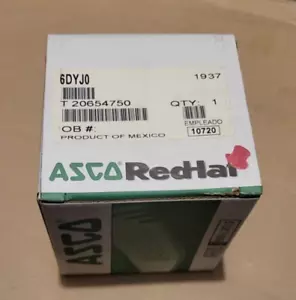 6DYJ0
1937
T 20654750
QTY: 1
EMPLEADO
OB #:
10720
PRODUCT OF MEXICO
ASCO RedHat
ASCO